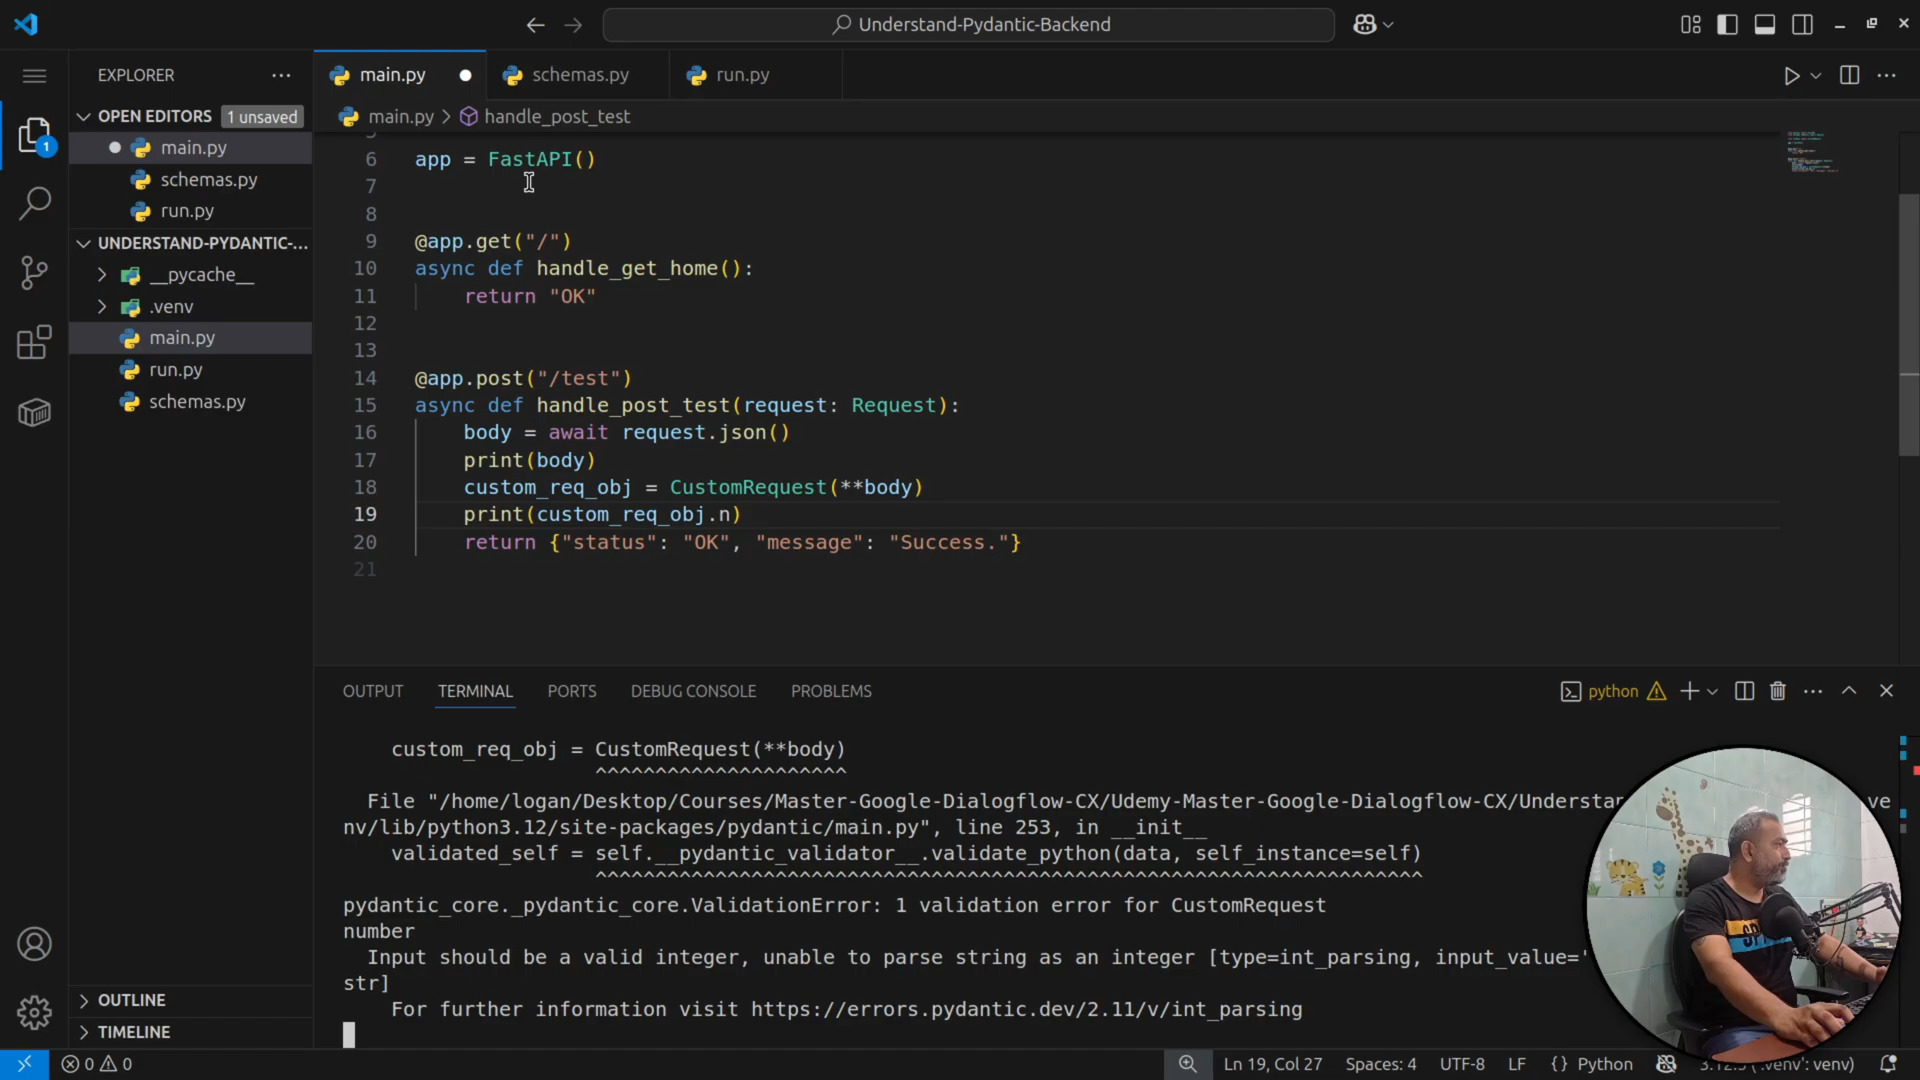 Understand-Pydantic-Backend
EXPLORER
OPEN EDITORS
1 unsaved
main.py
schemas.py
run.py
UNDERSTAND-PYDANTIC-...
__pycache__
.venv
main.py
run.py
schemas.py
OUTLINE
TIMELINE
1
main.py
schemas.py
run.py
main.py > handle_post_test
6 app = FastAPI()
7
8
9 @app.get("/")
10 async def handle_get_home():
11 return "OK"
12
13
14 @app.post("/test")
15 async def handle_post_test(request: Request):
16 body = await request.json()
17 print(body)
18 custom_req_obj = CustomRequest(**body)
19 print(custom_req_obj.n)
20 return {"status": "OK", "message": "Success."}
21
OUTPUT TERMINAL PORTS DEBUG CONSOLE PROBLEMS
python
custom_req_obj = CustomRequest(**body)
^^^^^^^^^^^^^^^^^^^^^
File "/home/logan/Desktop/Courses/Master-Google-Dialogflow-CX/Udemy-Master-Google-Dialogflow-CX/Understan
ve
nv/lib/python3.12/site-packages/pydantic/main.py", line 253, in __init__
validated_self = self.__pydantic_validator__.validate_python(data, self_instance=self)
^^^^^^^^^^^^^^^^^^^^^^^^^^^^^^^^^^^^^^^^^^^^^^^^^^^^^^^^^^^^^^^^^^^^^
pydantic_core._pydantic_core.ValidationError: 1 validation error for CustomRequest
number
Input should be a valid integer, unable to parse string as an integer [type=int_parsing, input_value='
str]
For further information visit https://errors.pydantic.dev/2.11/v/int_parsing
0 0
Ln 19, Col 27 Spaces: 4 UTF-8 LF {} Python